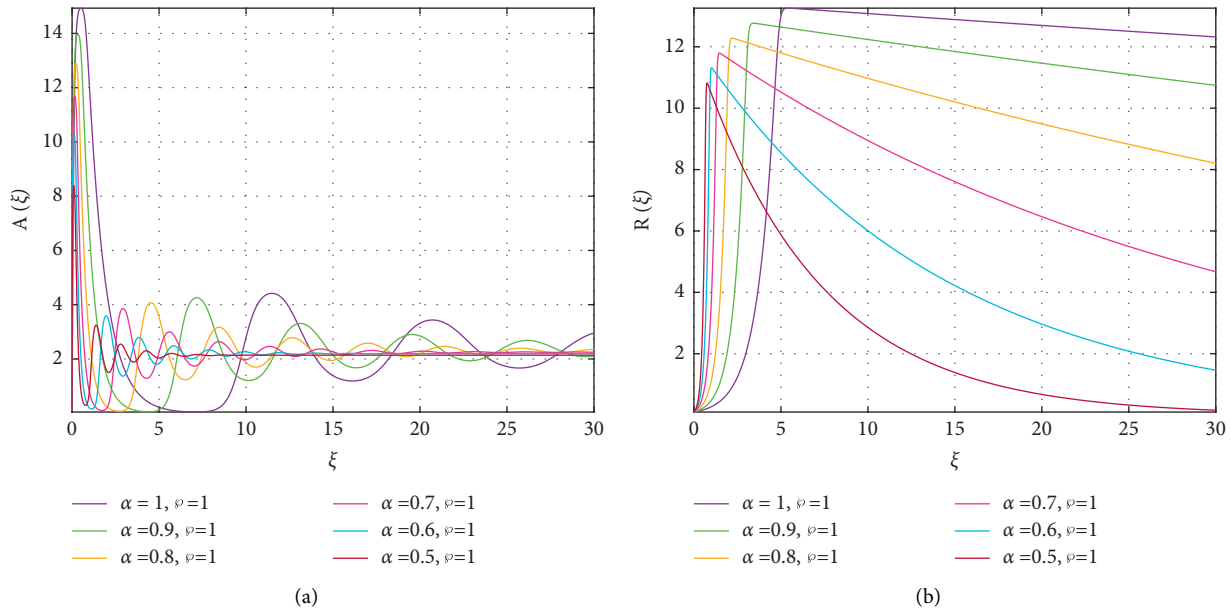 14
12
10
8
6
4
2
A (ξ)
0 5 10 15 20 25 30
ξ
α = 1, ℘=1
α =0.9, ℘=1
α =0.8, ℘=1
α =0.7, ℘=1
α =0.6, ℘=1
α =0.5, ℘=1
(a)
12
10
8
6
4
2
R (ξ)
0 5 10 15 20 25 30
ξ
α = 1, ℘=1
α =0.9, ℘=1
α =0.8, ℘=1
α =0.7, ℘=1
α =0.6, ℘=1
α =0.5, ℘=1
(b)